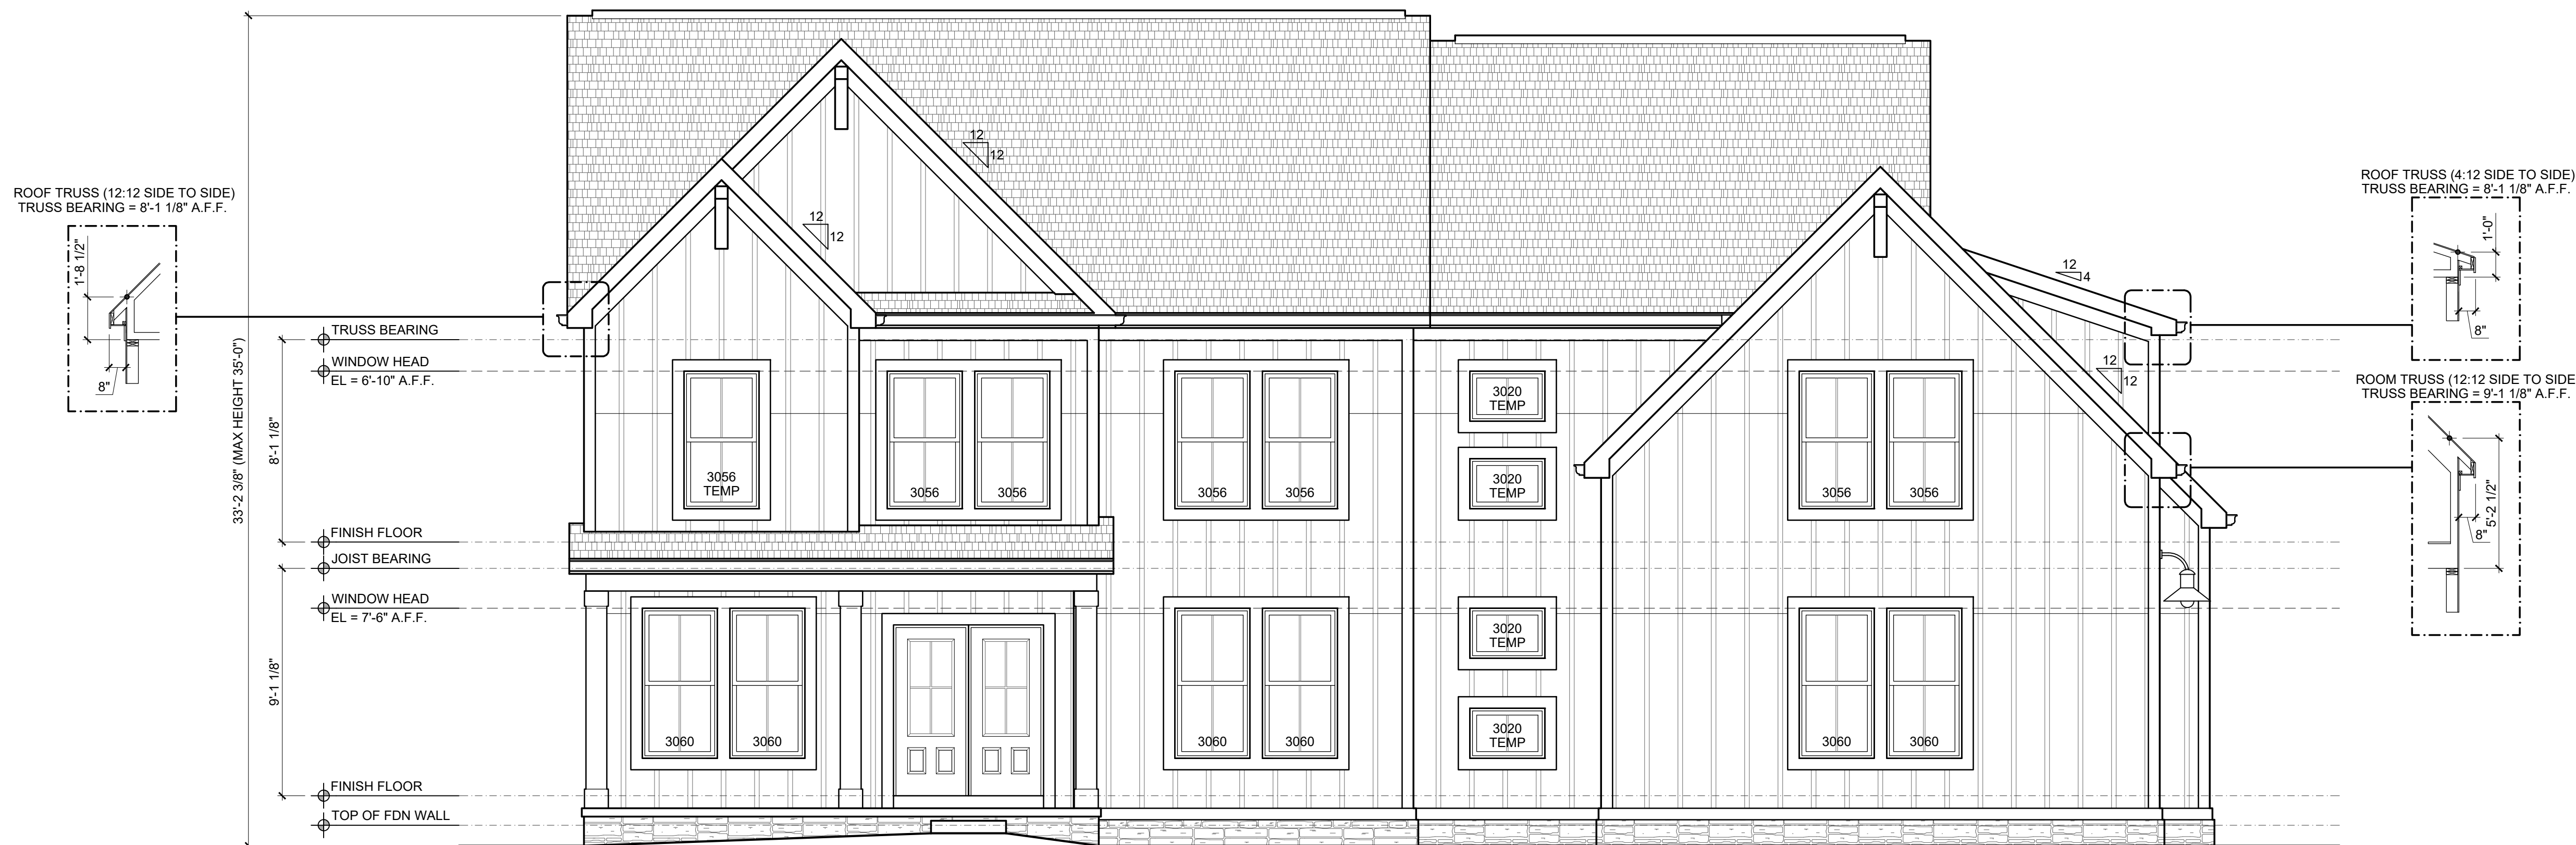 12
12
ROOF TRUSS (12:12 SIDE TO SIDE)
TRUSS BEARING = 8'-1 1/8" A.F.F.
1'-8 1/2"
8"
12
12
ROOF TRUSS (4:12 SIDE TO SIDE)
TRUSS BEARING = 8'-1 1/8" A.F.F.
1'-0"
8"
12
4
33'-2 3/8" (MAX HEIGHT 35'-0")
TRUSS BEARING
WINDOW HEAD
EL = 6'-10" A.F.F.
8'-1 1/8"
12
12
ROOM TRUSS (12:12 SIDE TO SIDE
TRUSS BEARING = 9'-1 1/8" A.F.F.
5'-2 1/2"
8"
3056
TEMP
3056
3056
3056
3056
3020
TEMP
3020
TEMP
3056
3056
FINISH FLOOR
JOIST BEARING
WINDOW HEAD
EL = 7'-6" A.F.F.
9'-1 1/8"
3060
3060
3060
3060
3020
TEMP
3020
TEMP
3060
3060
FINISH FLOOR
TOP OF FDN WALL